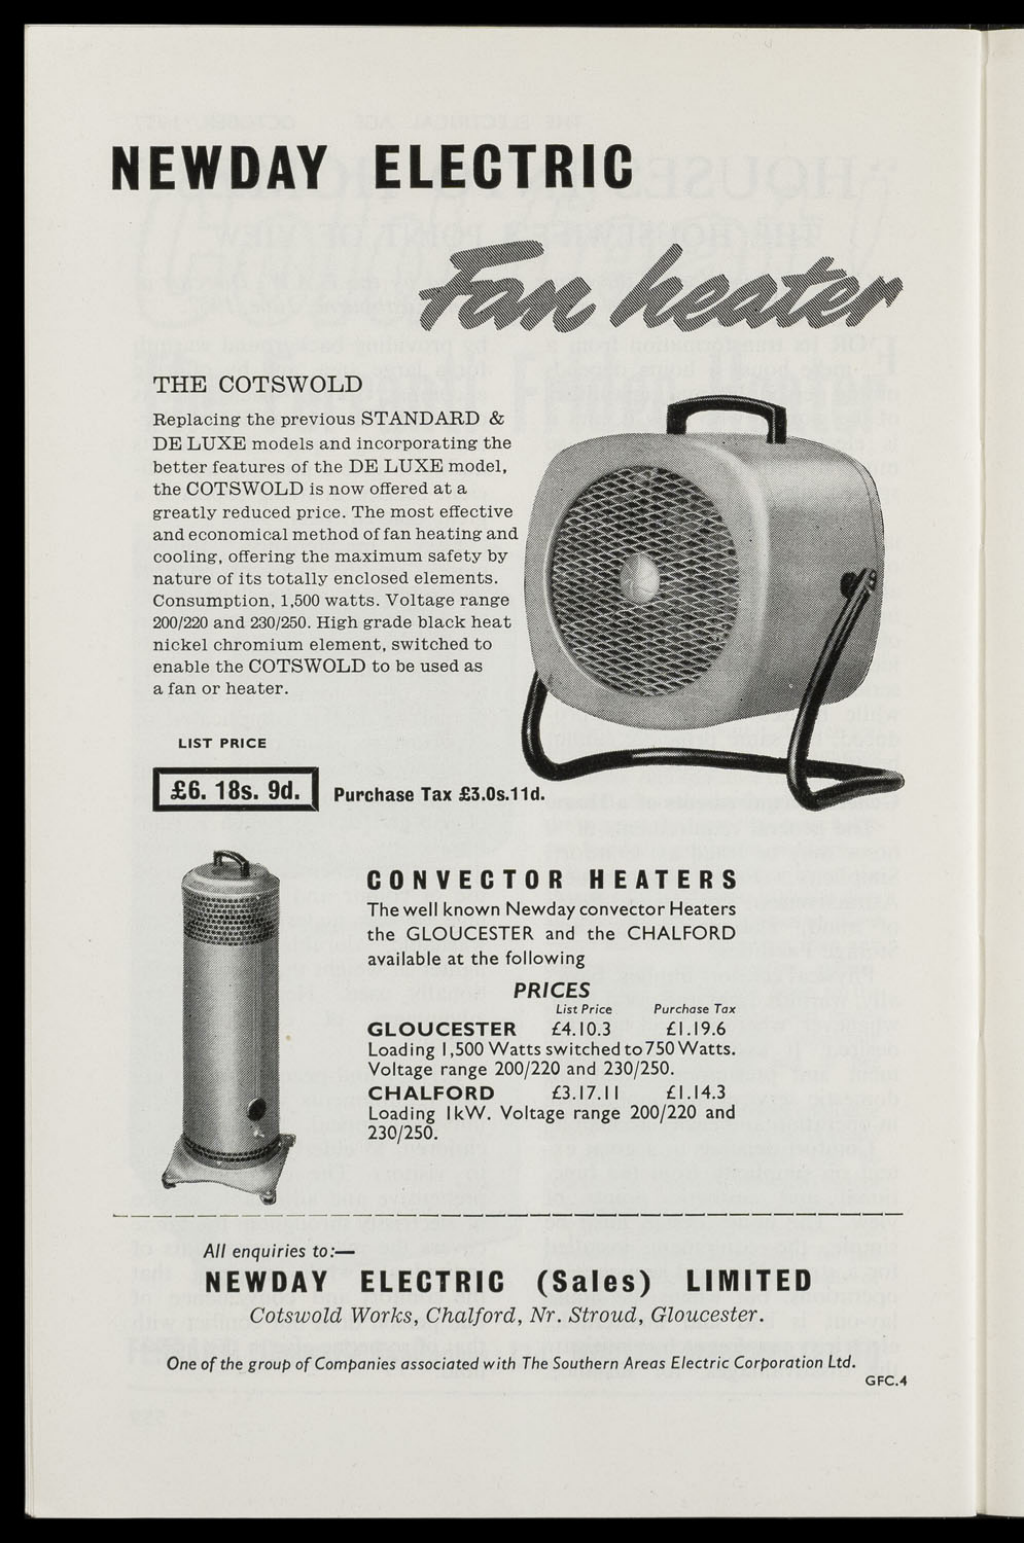 NEWDAY ELECTRIC
Fan heater
THE COTSWOLD
Replacing the previous STANDARD &
DE LUXE models and incorporating the
better features of the DE LUXE model,
the COTSWOLD is now offered at a
greatly reduced price. The most effective
and economical method of fan heating and
cooling, offering the maximum safety by
nature of its totally enclosed elements.
Consumption, 1,500 watts. Voltage range
200/220 and 230/250. High grade black heat
nickel chromium element, switched to
enable the COTSWOLD to be used as
a fan or heater.
LIST PRICE
£6. 18s. 9d. Purchase Tax £3.0s.11d.
CONVECTOR HEATERS
The well known Newday convector Heaters
the GLOUCESTER and the CHALFORD
available at the following
PRICES
List Price Purchase Tax
GLOUCESTER £4.10.3 £1.19.6
Loading 1,500 Watts switched to 750 Watts.
Voltage range 200/220 and 230/250.
CHALFORD £3.17.11 £1.14.3
Loading 1kW. Voltage range 200/220 and
230/250.
All enquiries to:—
NEWDAY ELECTRIC (Sales) LIMITED
Cotswold Works, Chalford, Nr. Stroud, Gloucester.
One of the group of Companies associated with The Southern Areas Electric Corporation Ltd.
GFC.4